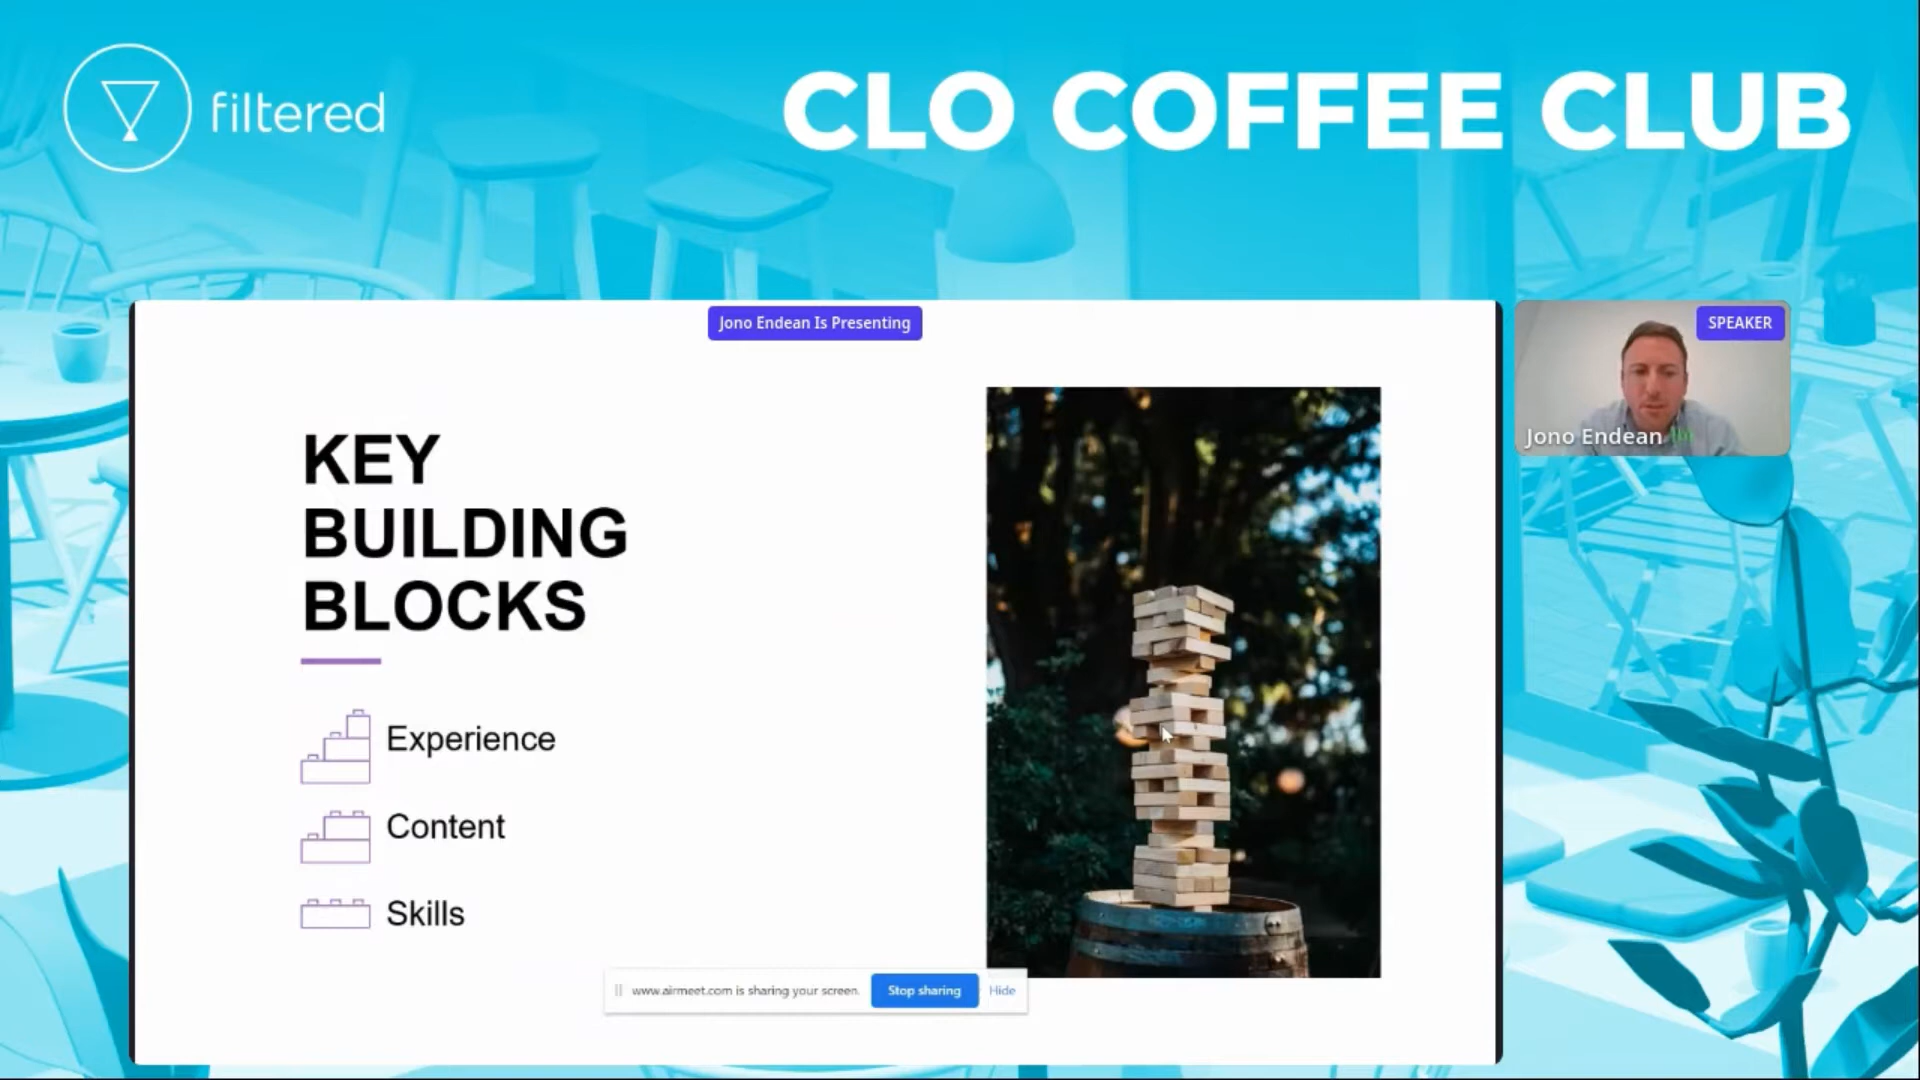 filtered
CLO COFFEE CLUB
Jono Endean Is Presenting
SPEAKER
Jono Endean
KEY
BUILDING
BLOCKS
Experience
Content
Skills
www.airmeet.com is sharing your screen.
Stop sharing
Hide